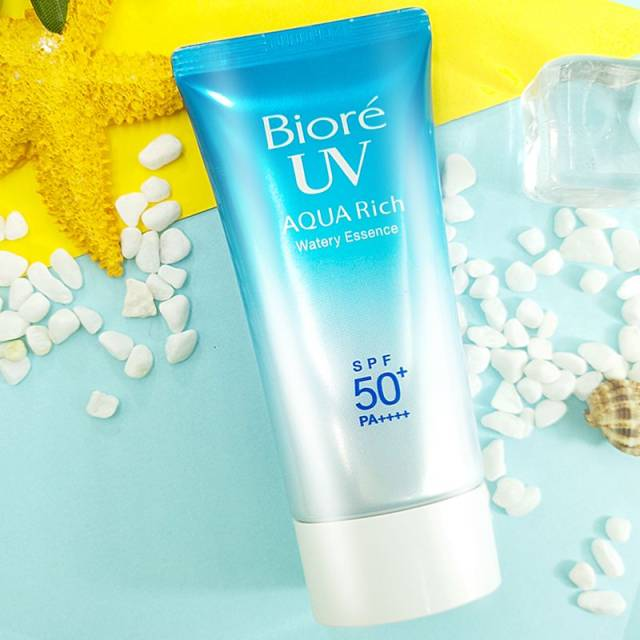 Bioré
UV
AQUA Rich
Watery Essence
SPF
50+
PA++++